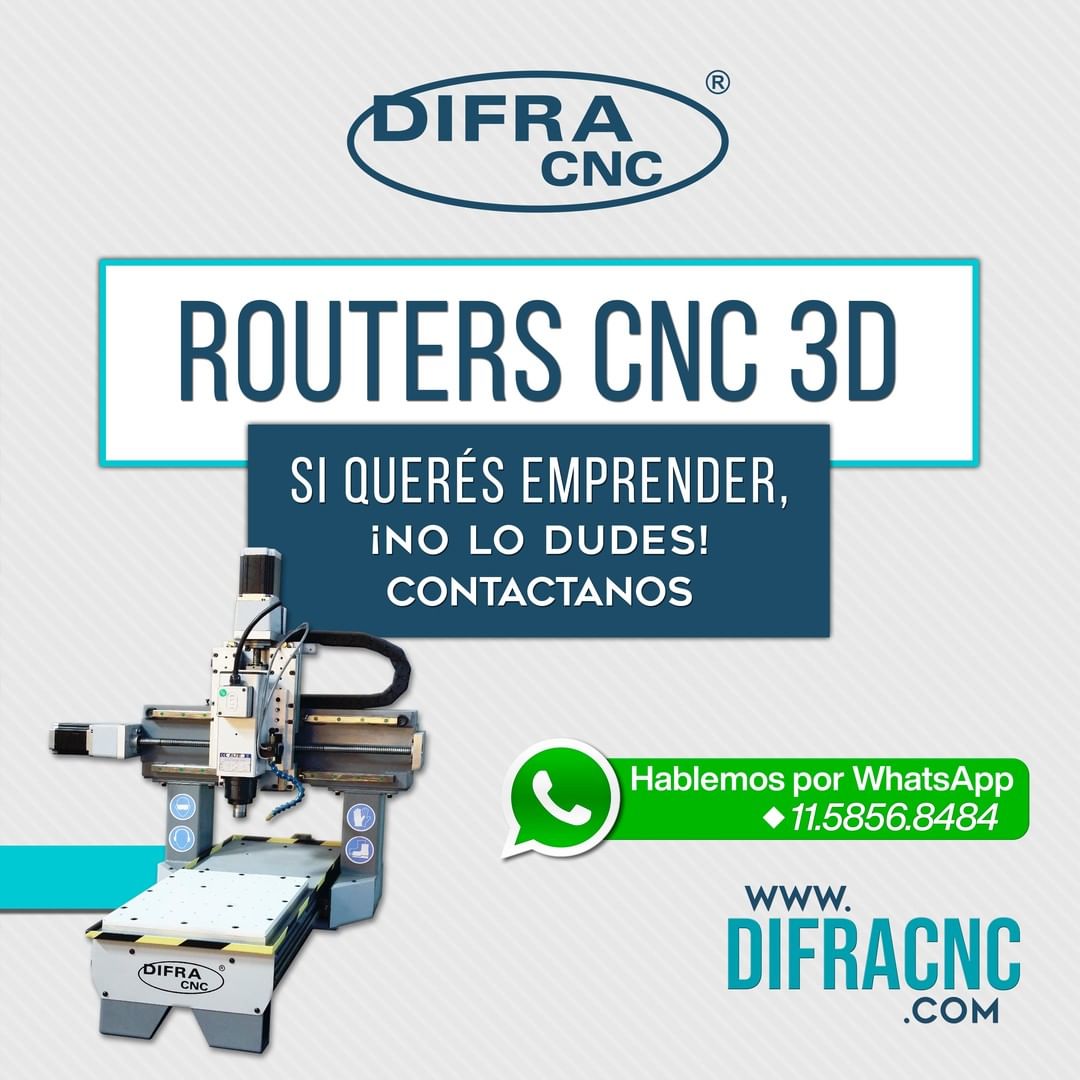 DIFRA ®
CNC
ROUTERS CNC 3D
SI QUERÉS EMPRENDER,
¡NO LO DUDES!
CONTACTANOS
Hablemos por WhatsApp
◆ 11.5856.8484
WWW.
DIFRACNC
.COM
DIFRA ®
CNC